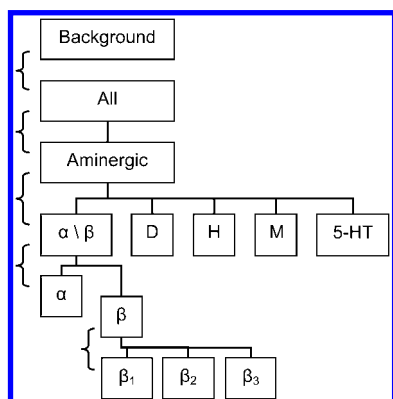 Background
All
Aminergic
α \ β
D
H
M
5-HT
α
β
β₁
β₂
β₃